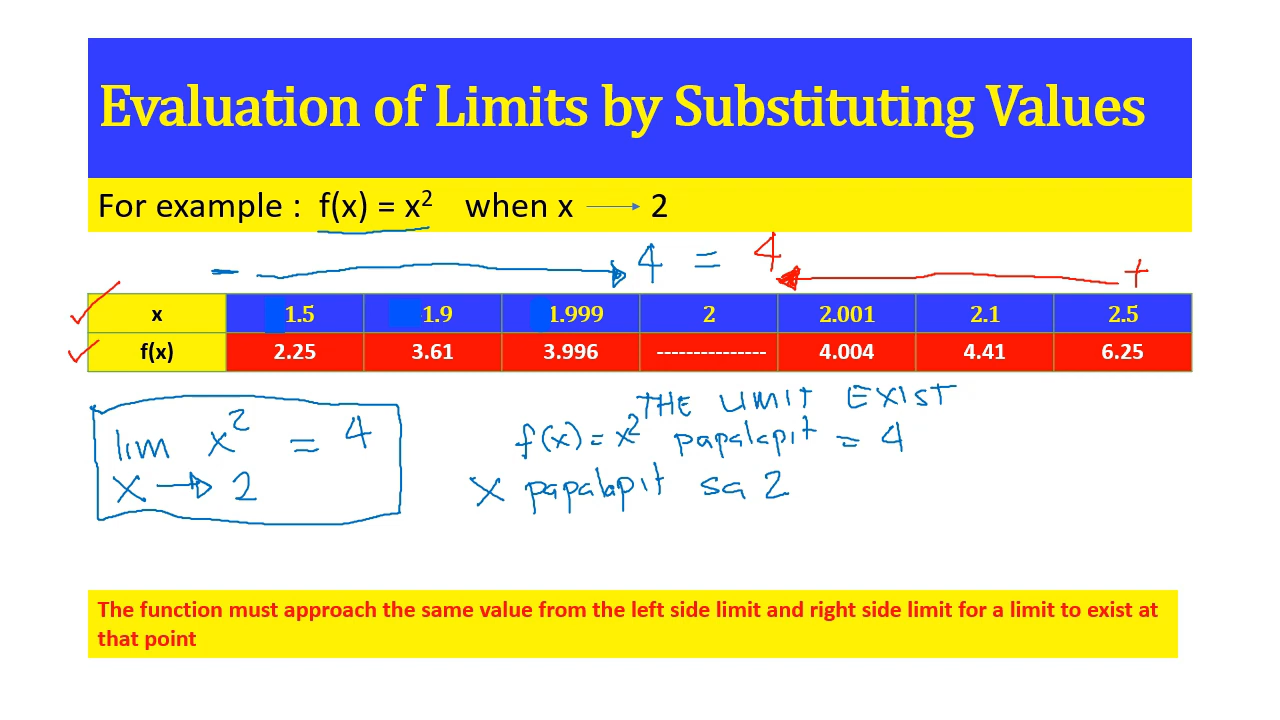 Evaluation of Limits by Substituting Values
For example : f(x) = x² when x → 2
- → 4 = 4 ← +
x 1.5 1.9 1.999 2 2.001 2.1 2.5
f(x) 2.25 3.61 3.996 --------------- 4.004 4.41 6.25
THE LIMIT EXIST
lim x² = 4
x → 2
f(x) = x² papalapit = 4
x papalapit sa 2
The function must approach the same value from the left side limit and right side limit for a limit to exist at
that point